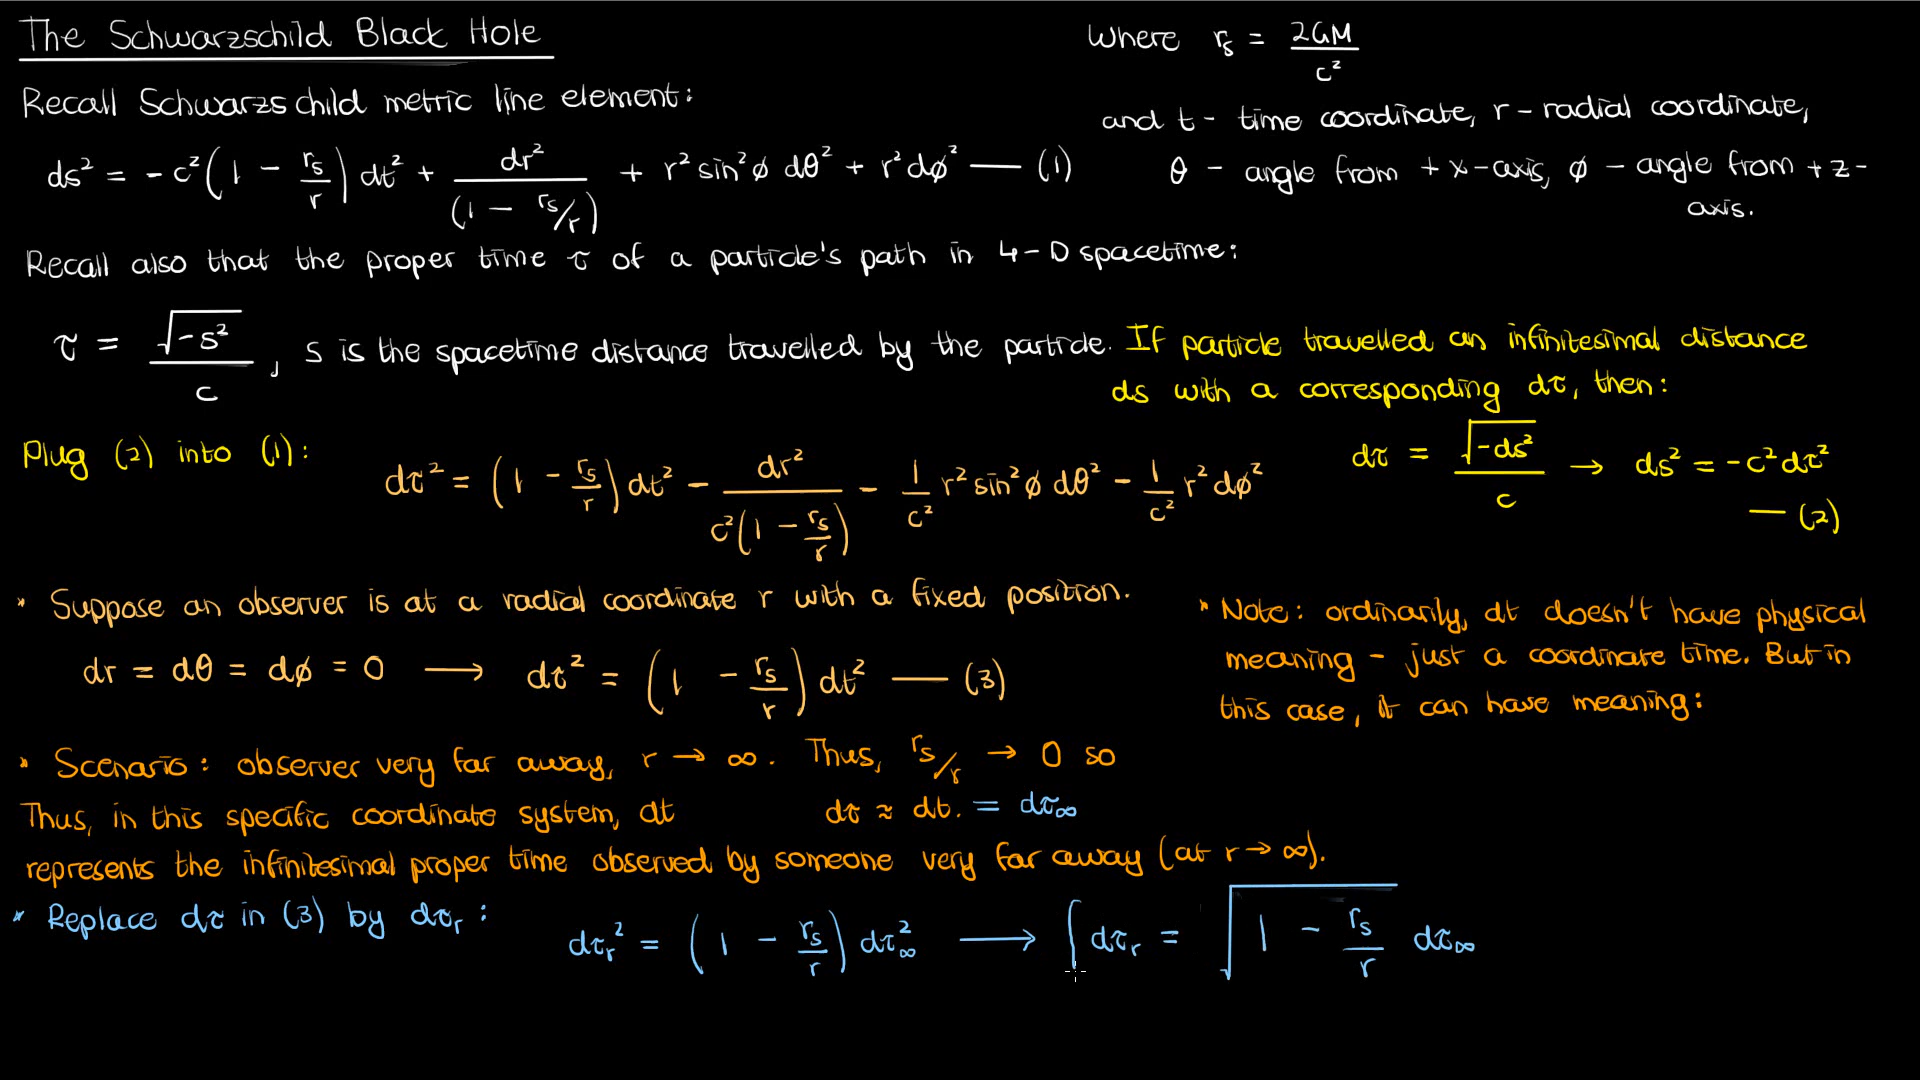 The Schwarzschild Black Hole
Where r_s = 2GM/c²
Recall Schwarzschild metric line element:
and t - time coordinate, r - radial coordinate,
ds² = -c²(1 - r_s/r) dt² + dr²/(1 - r_s/r) + r² sin²ϕ dθ² + r² dϕ² — (1)
θ - angle from +x-axis, ϕ - angle from +z-
axis.
Recall also that the proper time τ of a particle's path in 4-D spacetime:
τ = √(-s²)/c , s is the spacetime distance travelled by the particle.
If particle travelled an infinitesimal distance
ds with a corresponding dτ, then:
dτ = √(-ds²)/c → ds² = -c²dτ²
— (2)
Plug (2) into (1):
dτ² = (1 - r_s/r) dt² - dr²/(c²(1 - r_s/r)) - 1/c² r² sin²ϕ dθ² - 1/c² r² dϕ²
* Suppose an observer is at a radial coordinate r with a fixed position.
dr = dθ = dϕ = 0 ⟶ dτ² = (1 - r_s/r) dt² — (3)
* Note: ordinarily, dt doesn't have physical
meaning - just a coordinate time. But in
this case, it can have meaning:
* Scenario: observer very far away, r → ∞. Thus, r_s/r → 0 so
dτ ≈ dt. = dτ_∞
Thus, in this specific coordinate system, dt
represents the infinitesimal proper time observed by someone very far away (at r → ∞).
* Replace dτ in (3) by dτ_r :
dτ_r² = (1 - r_s/r) dτ_∞² ⟶ ∫dτ_r = √(1 - r_s/r) dτ_∞